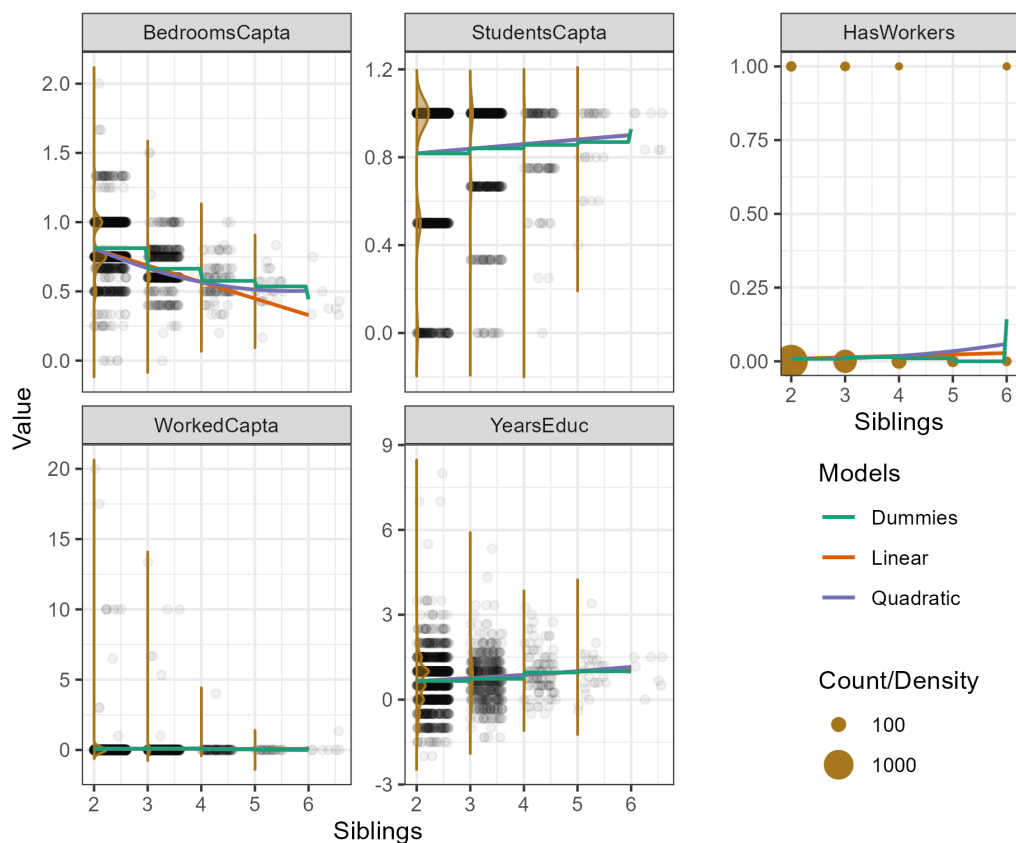 BedroomsCapta
StudentsCapta
HasWorkers
2.0
1.5
1.0
0.5
0.0
1.2
0.8
0.4
0.0
1.00
0.75
0.50
0.25
0.00
2 3 4 5 6
Siblings
Value
WorkedCapta
YearsEduc
20
15
10
5
0
9
6
3
0
-3
2 3 4 5 6
2 3 4 5 6
Siblings
Models
Dummies
Linear
Quadratic
Count/Density
100
1000